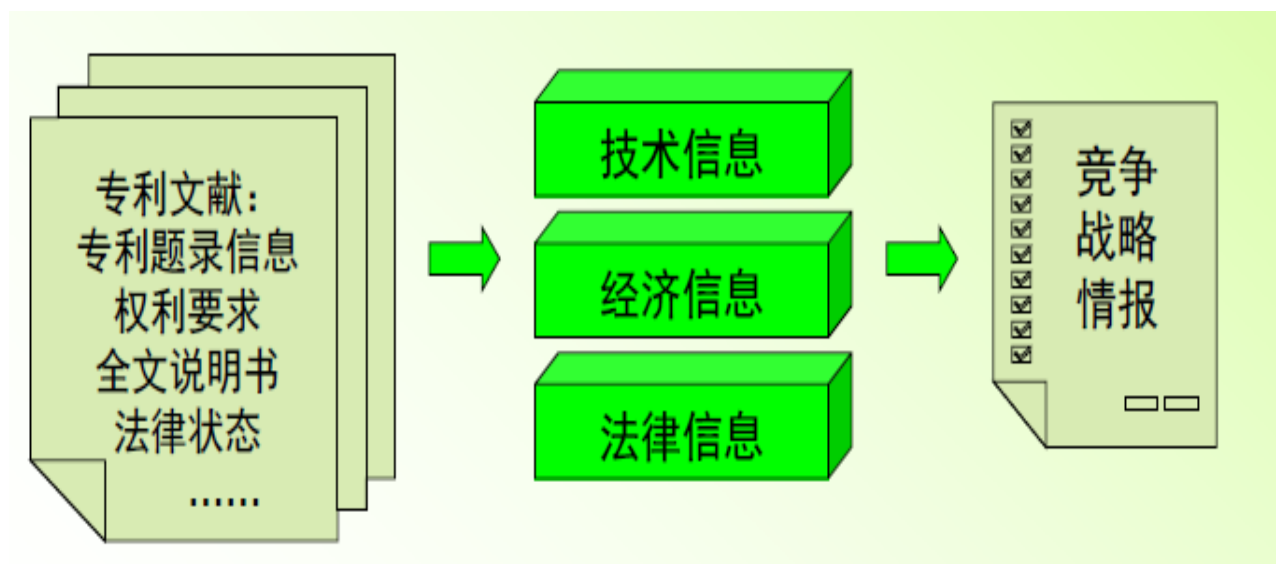 专利文献：
专利题录信息
权利要求
全文说明书
法律状态
……
技术信息
经济信息
法律信息
竞争
战略
情报